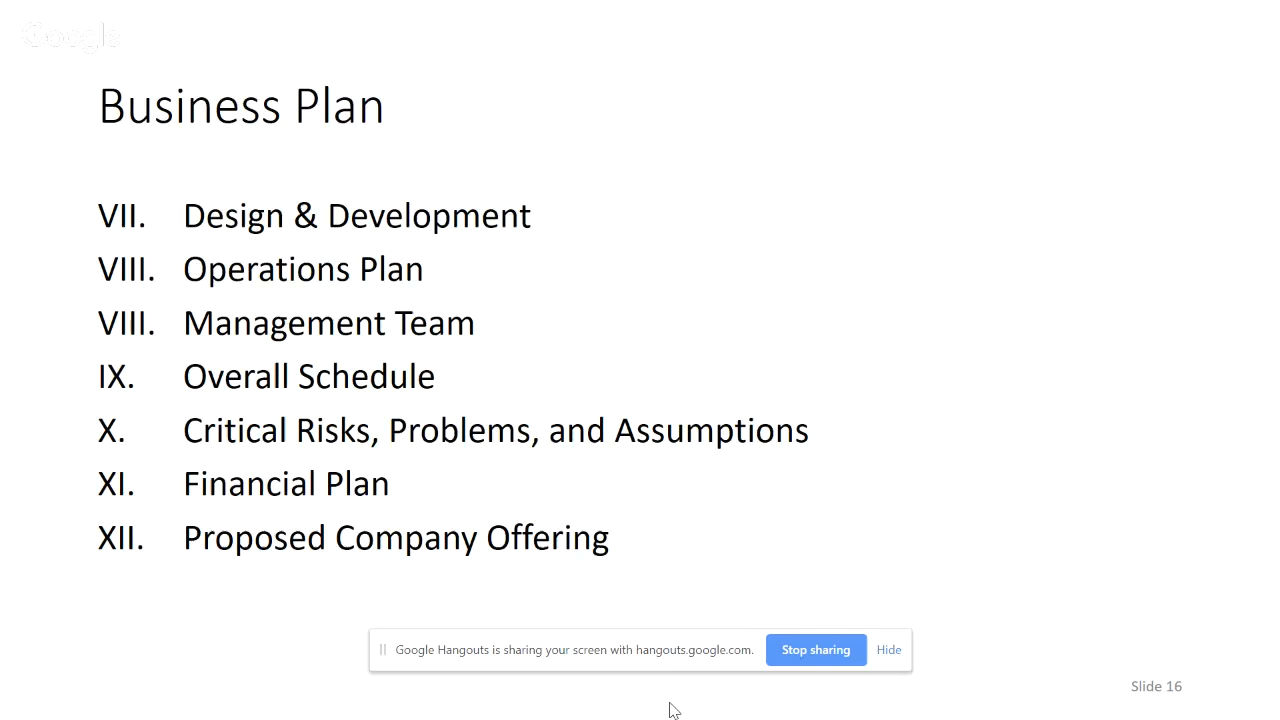 Google
Business Plan
VII. Design & Development
VIII. Operations Plan
VIII. Management Team
IX. Overall Schedule
X. Critical Risks, Problems, and Assumptions
XI. Financial Plan
XII. Proposed Company Offering
Google Hangouts is sharing your screen with hangouts.google.com. Stop sharing Hide
Slide 16